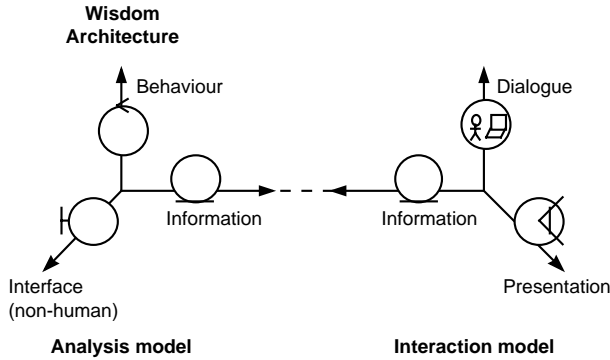 Wisdom
Architecture
Behaviour
Dialogue
Information
Information
Interface
(non-human)
Presentation
Analysis model
Interaction model